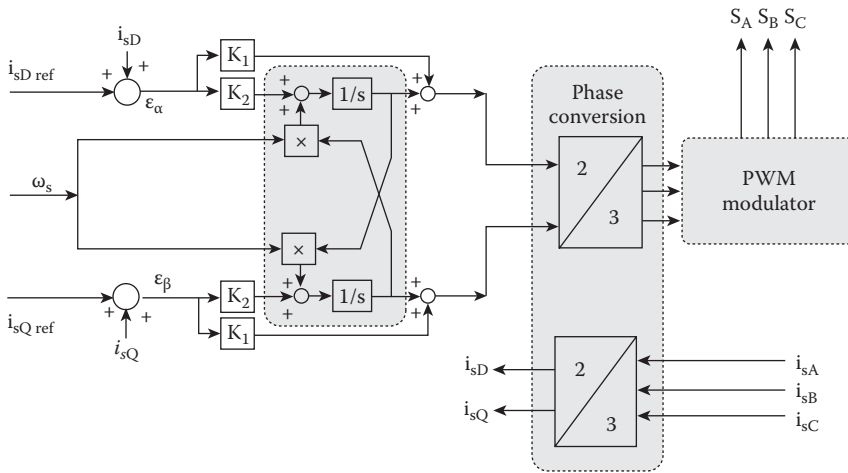 S_A S_B S_C
i_sD
i_sD ref
+ +
K_1
ε_α
K_2
+ +
1/s
+ +
×
ω_s
Phase
conversion
2
3
PWM
modulator
×
ε_β
K_2
+ +
1/s
+ +
i_sQ ref
+ +
i_sQ
K_1
i_sD
i_sQ
2
3
i_sA
i_sB
i_sC